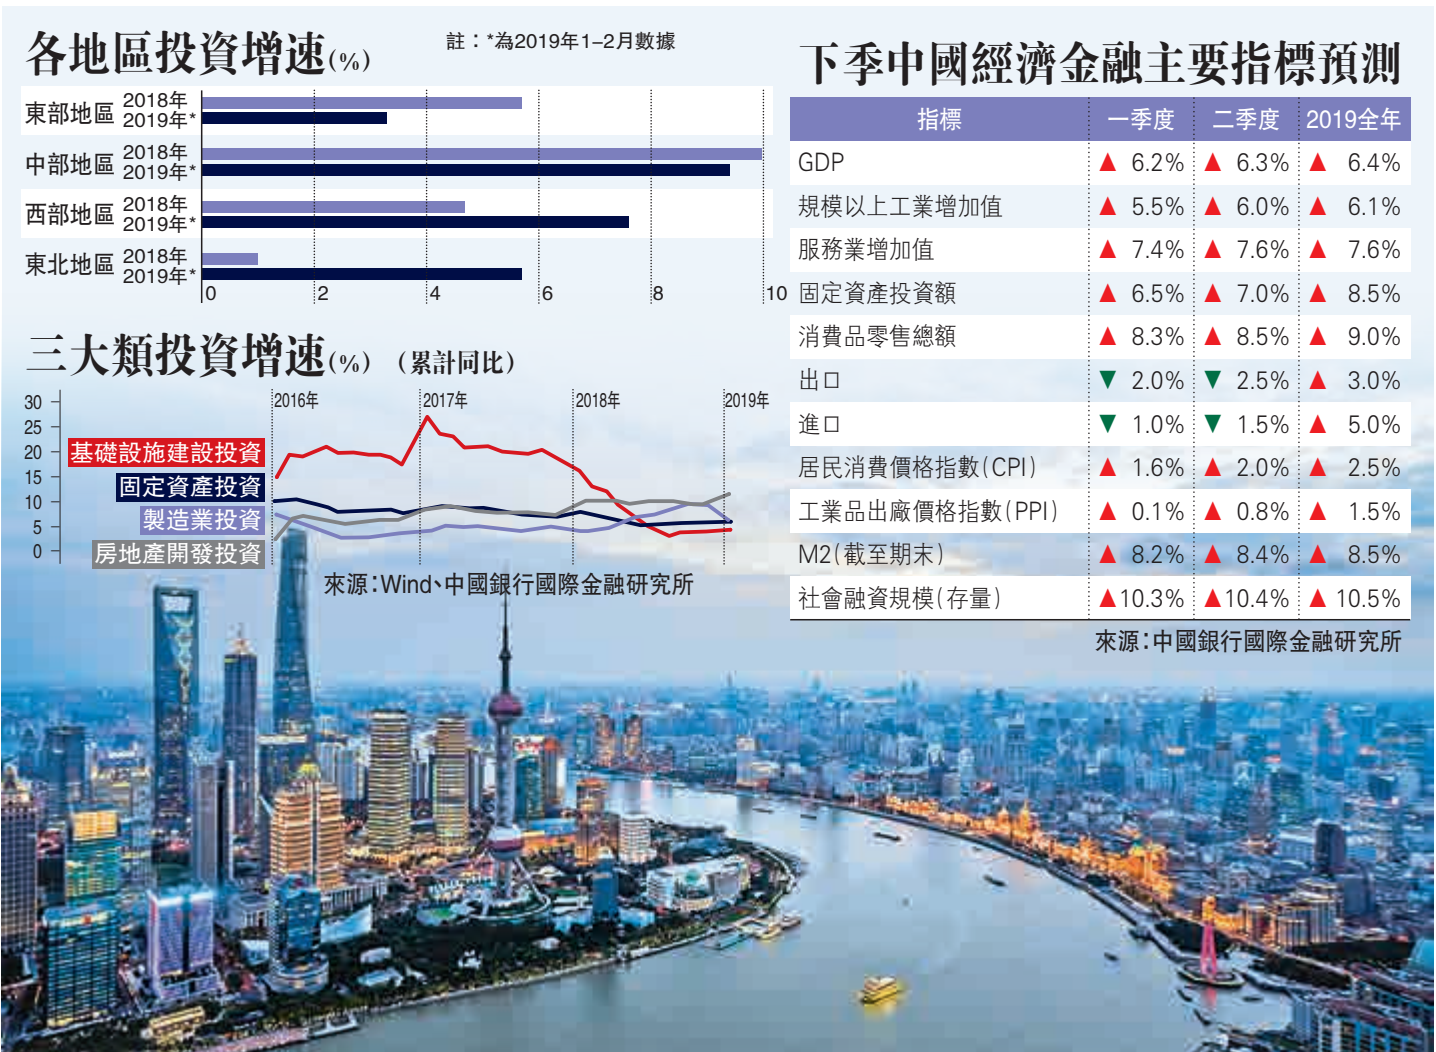 各地區投資增速(%)
註：*為2019年1–2月數據
東部地區 2018年
2019年*
中部地區 2018年
2019年*
西部地區 2018年
2019年*
東北地區 2018年
2019年*
0 2 4 6 8 10
三大類投資增速(%)（累計同比）
2016年 2017年 2018年 2019年
30
25
20
15
10
5
0
基礎設施建設投資
固定資產投資
製造業投資
房地產開發投資
來源：Wind、中國銀行國際金融研究所
下季中國經濟金融主要指標預測
指標 一季度 二季度 2019全年
GDP ▲ 6.2% ▲ 6.3% ▲ 6.4%
規模以上工業增加值 ▲ 5.5% ▲ 6.0% ▲ 6.1%
服務業增加值 ▲ 7.4% ▲ 7.6% ▲ 7.6%
固定資產投資額 ▲ 6.5% ▲ 7.0% ▲ 8.5%
消費品零售總額 ▲ 8.3% ▲ 8.5% ▲ 9.0%
出口 ▼ 2.0% ▼ 2.5% ▲ 3.0%
進口 ▼ 1.0% ▼ 1.5% ▲ 5.0%
居民消費價格指數(CPI) ▲ 1.6% ▲ 2.0% ▲ 2.5%
工業品出廠價格指數(PPI) ▲ 0.1% ▲ 0.8% ▲ 1.5%
M2(截至期末) ▲ 8.2% ▲ 8.4% ▲ 8.5%
社會融資規模(存量) ▲10.3% ▲10.4% ▲ 10.5%
來源：中國銀行國際金融研究所